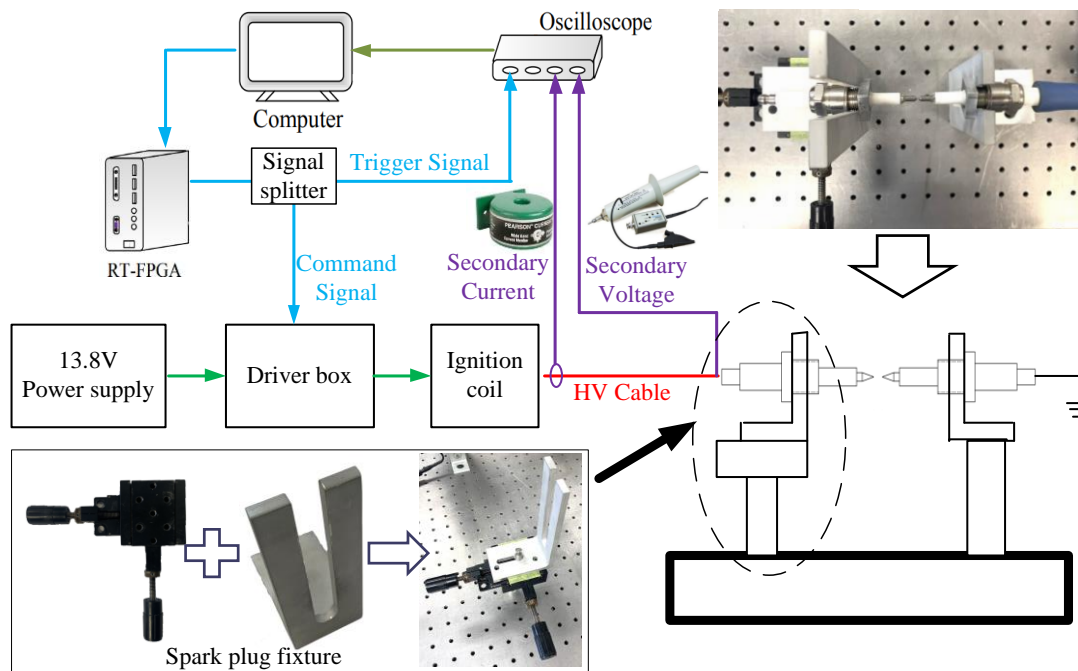 Oscilloscope
Computer
Signal
splitter
Trigger Signal
RT-FPGA
Command
Signal
PEARSON
Secondary
Current
Secondary
Voltage
13.8V
Power supply
Driver box
Ignition
coil
HV Cable
Spark plug fixture